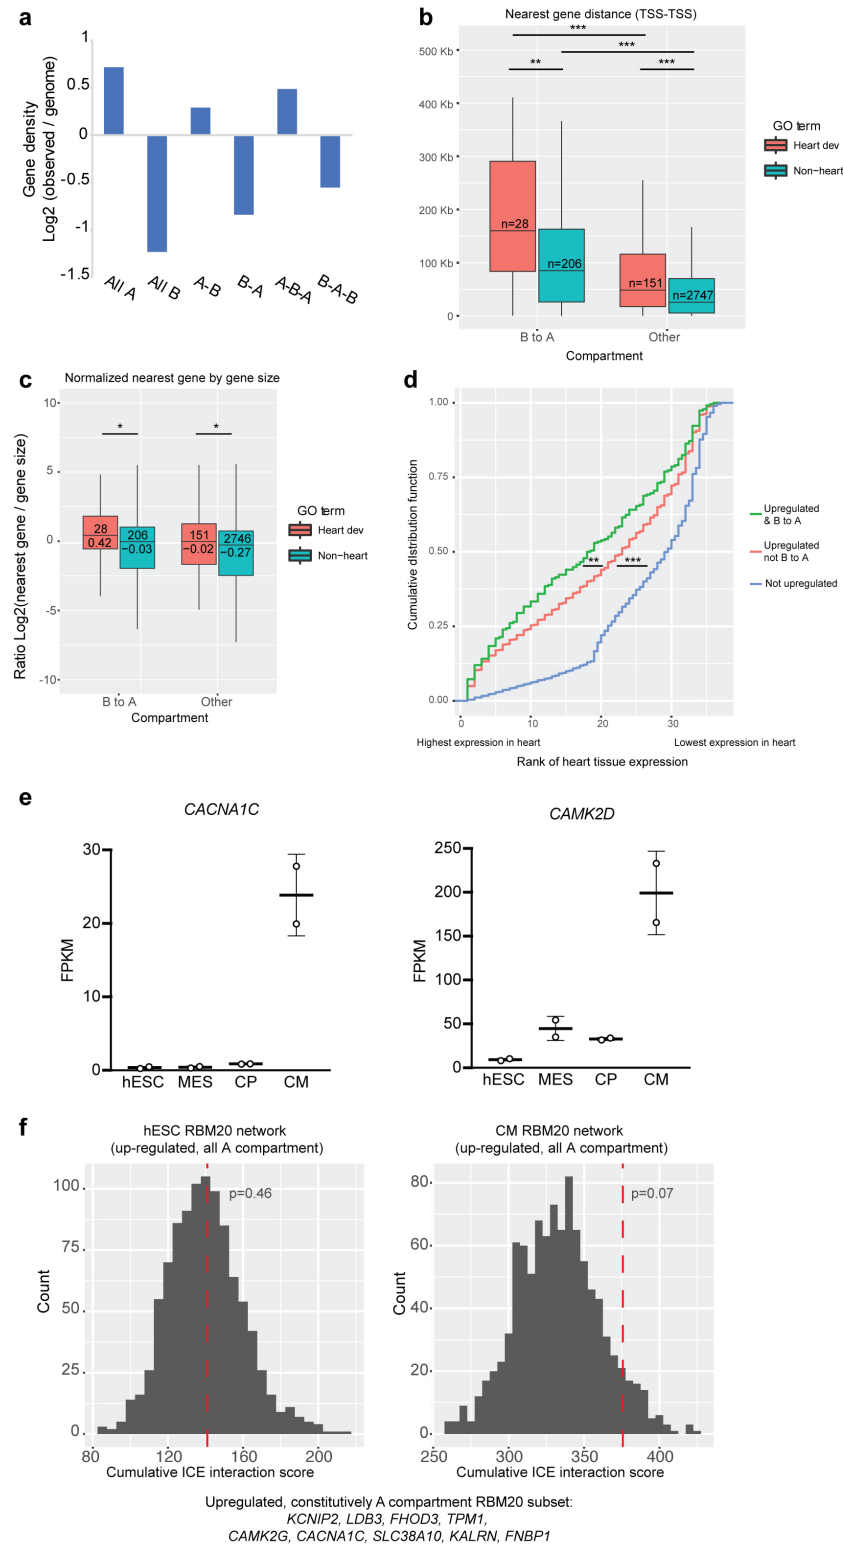 a
Gene density
Log2 (observed / genome)
1
0.5
0
-0.5
-1
-1.5
All A
All B
A-B
B-A
A-B-A
B-A-B
b
Nearest gene distance (TSS-TSS)
***
***
**
***
500 Kb
400 Kb
300 Kb
200 Kb
100 Kb
0
n=28
n=206
n=151
n=2747
B to A
Other
Compartment
GO term
Heart dev
Non−heart
c
Normalized nearest gene by gene size
Ratio Log2(nearest gene / gene size)
10
5
0
-5
-10
*
*
28
0.42
206
−0.03
151
−0.02
2746
−0.27
B to A
Other
Compartment
GO term
Heart dev
Non−heart
d
Cumulative distribution function
1.00
0.75
0.50
0.25
0.00
**
***
0
10
20
30
Highest expression in heart
Lowest expression in heart
Rank of heart tissue expression
Upregulated
& B to A
Upregulated
not B to A
Not upregulated
e
CACNA1C
FPKM
30
20
10
0
hESC
MES
CP
CM
CAMK2D
FPKM
250
200
150
100
50
0
hESC
MES
CP
CM
f
hESC RBM20 network
(up-regulated, all A compartment)
Count
100
75
50
25
0
p=0.46
80
120
160
200
Cumulative ICE interaction score
CM RBM20 network
(up-regulated, all A compartment)
Count
80
60
40
20
0
p=0.07
250
300
350
400
Cumulative ICE interaction score
Upregulated, constitutively A compartment RBM20 subset:
KCNIP2, LDB3, FHOD3, TPM1,
CAMK2G, CACNA1C, SLC38A10, KALRN, FNBP1